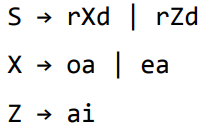 S → rXd | rZd
X → oa | ea
Z → ai